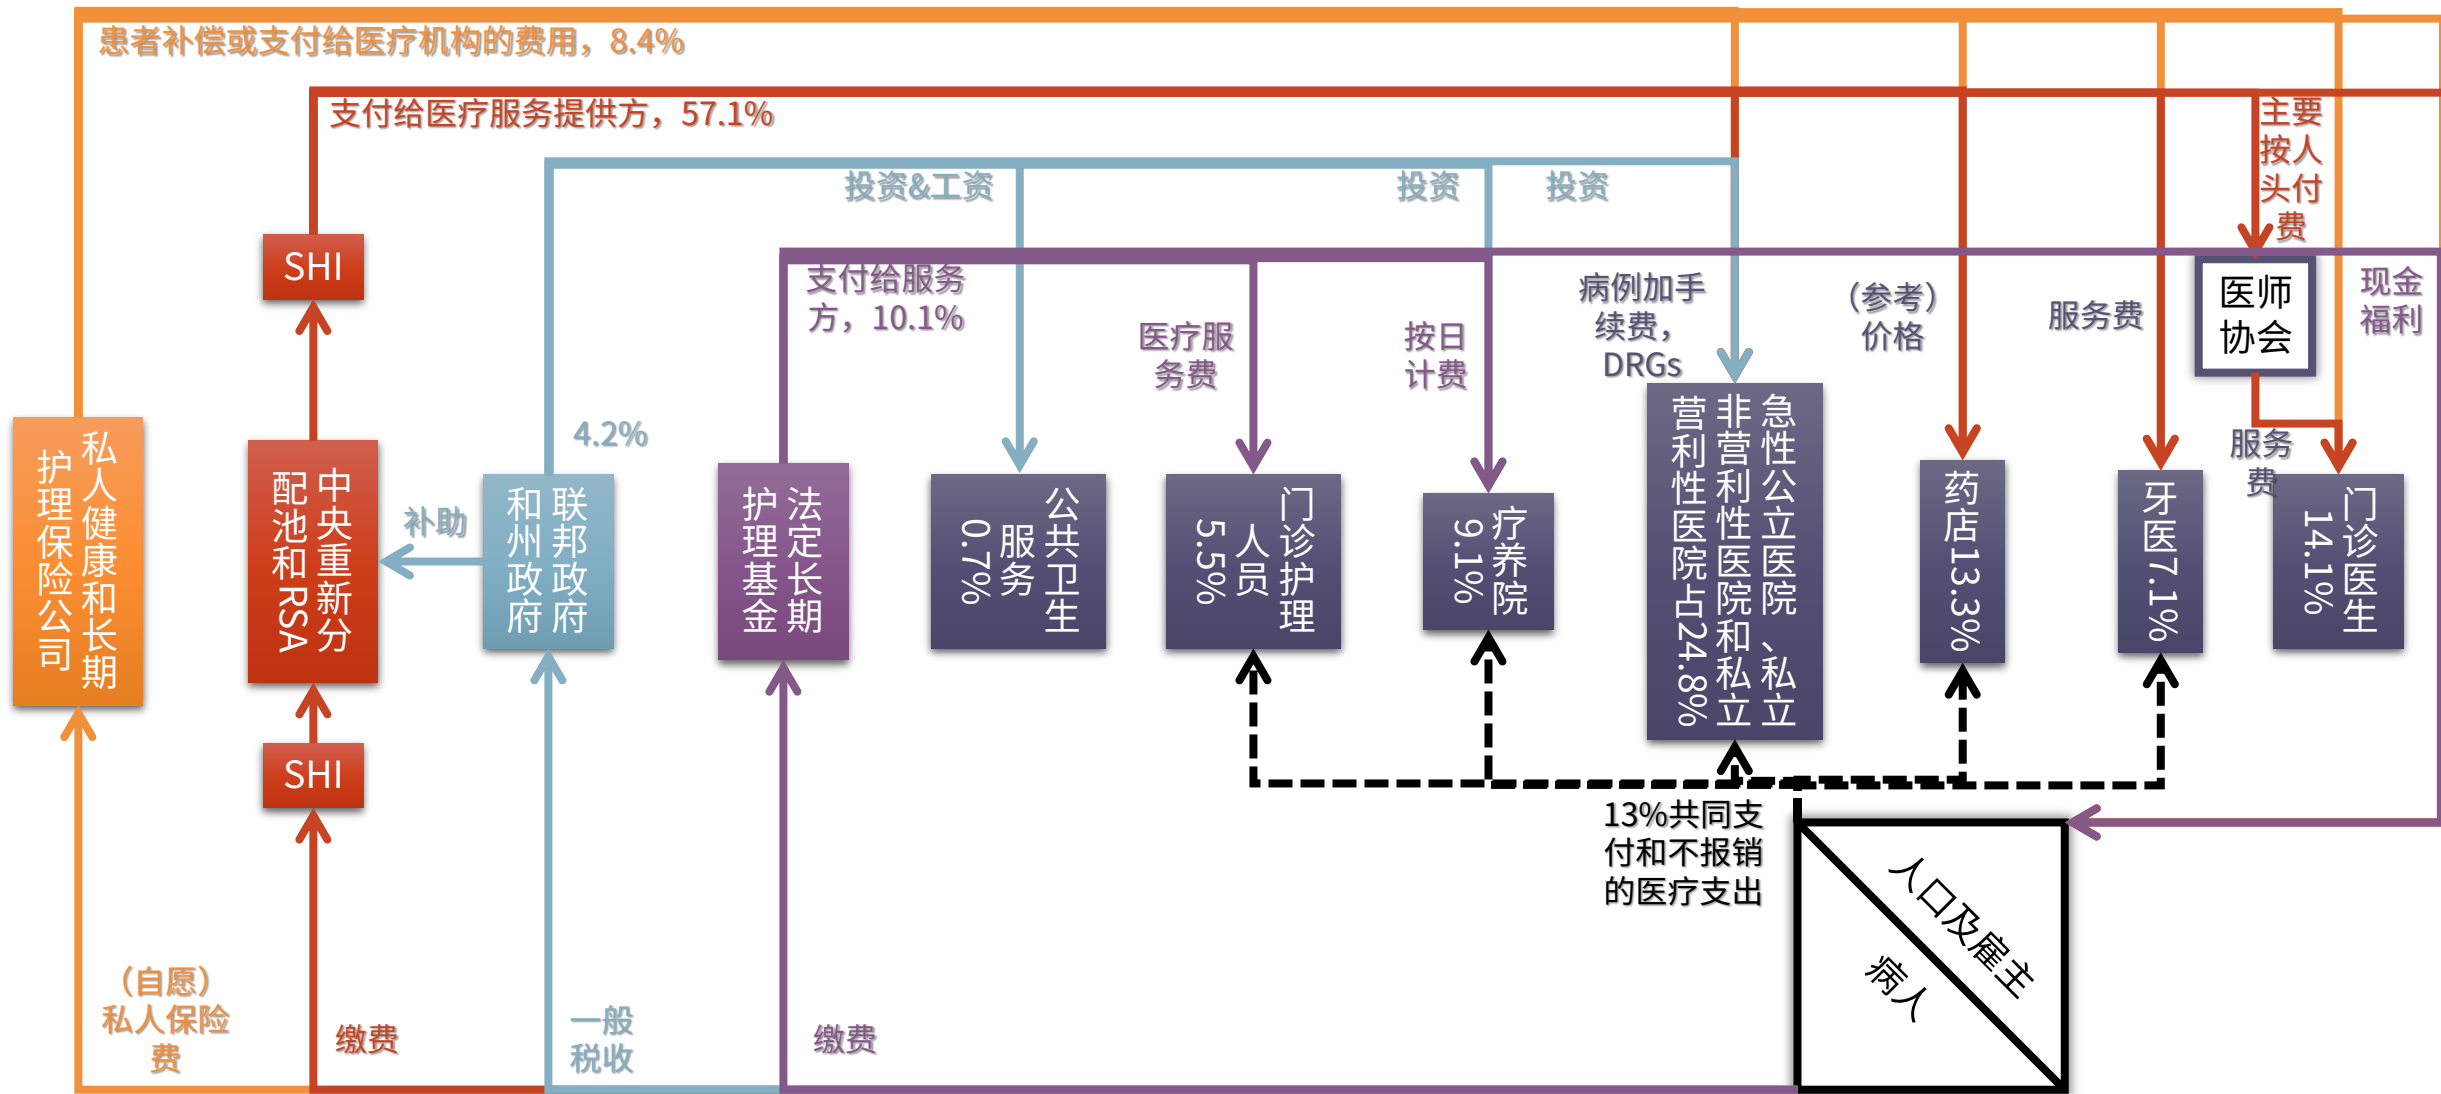 患者补偿或支付给医疗机构的费用，8.4%
支付给医疗服务提供方，57.1%
主要
按人
头付
费
投资&工资
投资
投资
SHI
支付给服务
方，10.1%
医疗服
务费
按日
计费
病例加手
续费，
DRGs
（参考）
价格
服务费
医师
协会
现金
福利
4.2%
补助
服务
费
私人健康和长期
护理保险公司
中央重新分
配池和RSA
联邦政府
和州政府
法定长期
护理基金
公共卫生
服务
0.7%
门诊护理
人员
5.5%
疗养院
9.1%
急性公立医院、私立
非营利性医院和私立
营利性医院占24.8%
药店13.3%
牙医7.1%
门诊医生
14.1%
SHI
13%共同支
付和不报销
的医疗支出
人口及雇主
病人
（自愿）
私人保险
费
缴费
一般
税收
缴费